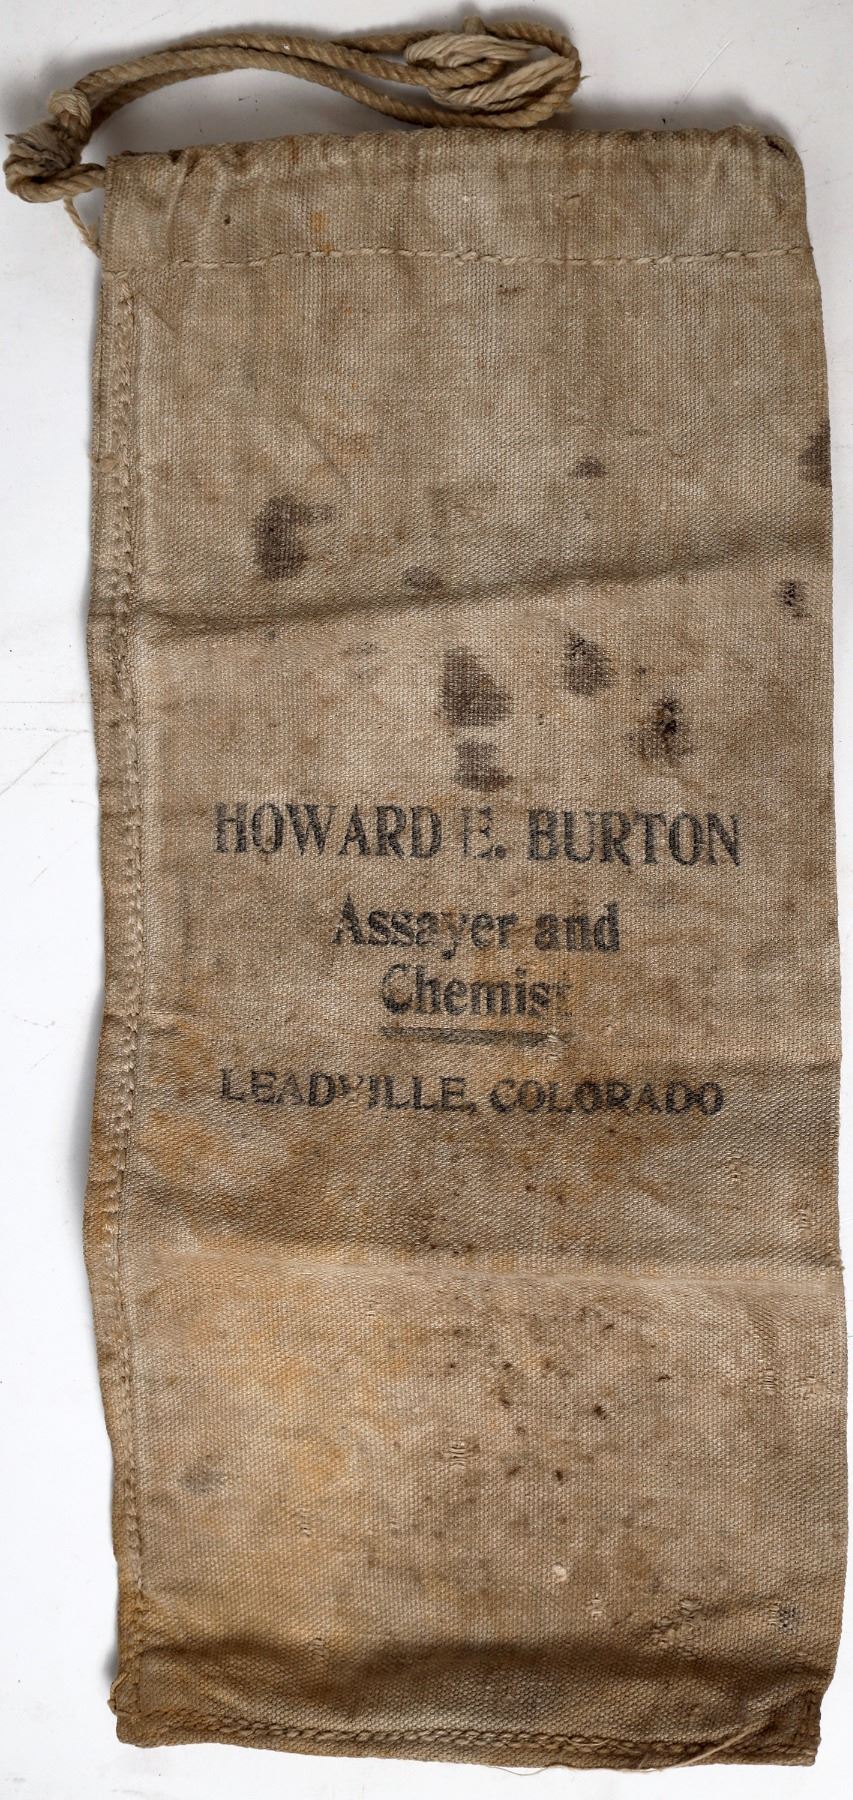 HOWARD E. BURTON
Assayer and
Chemist
LEADVILLE, COLORADO